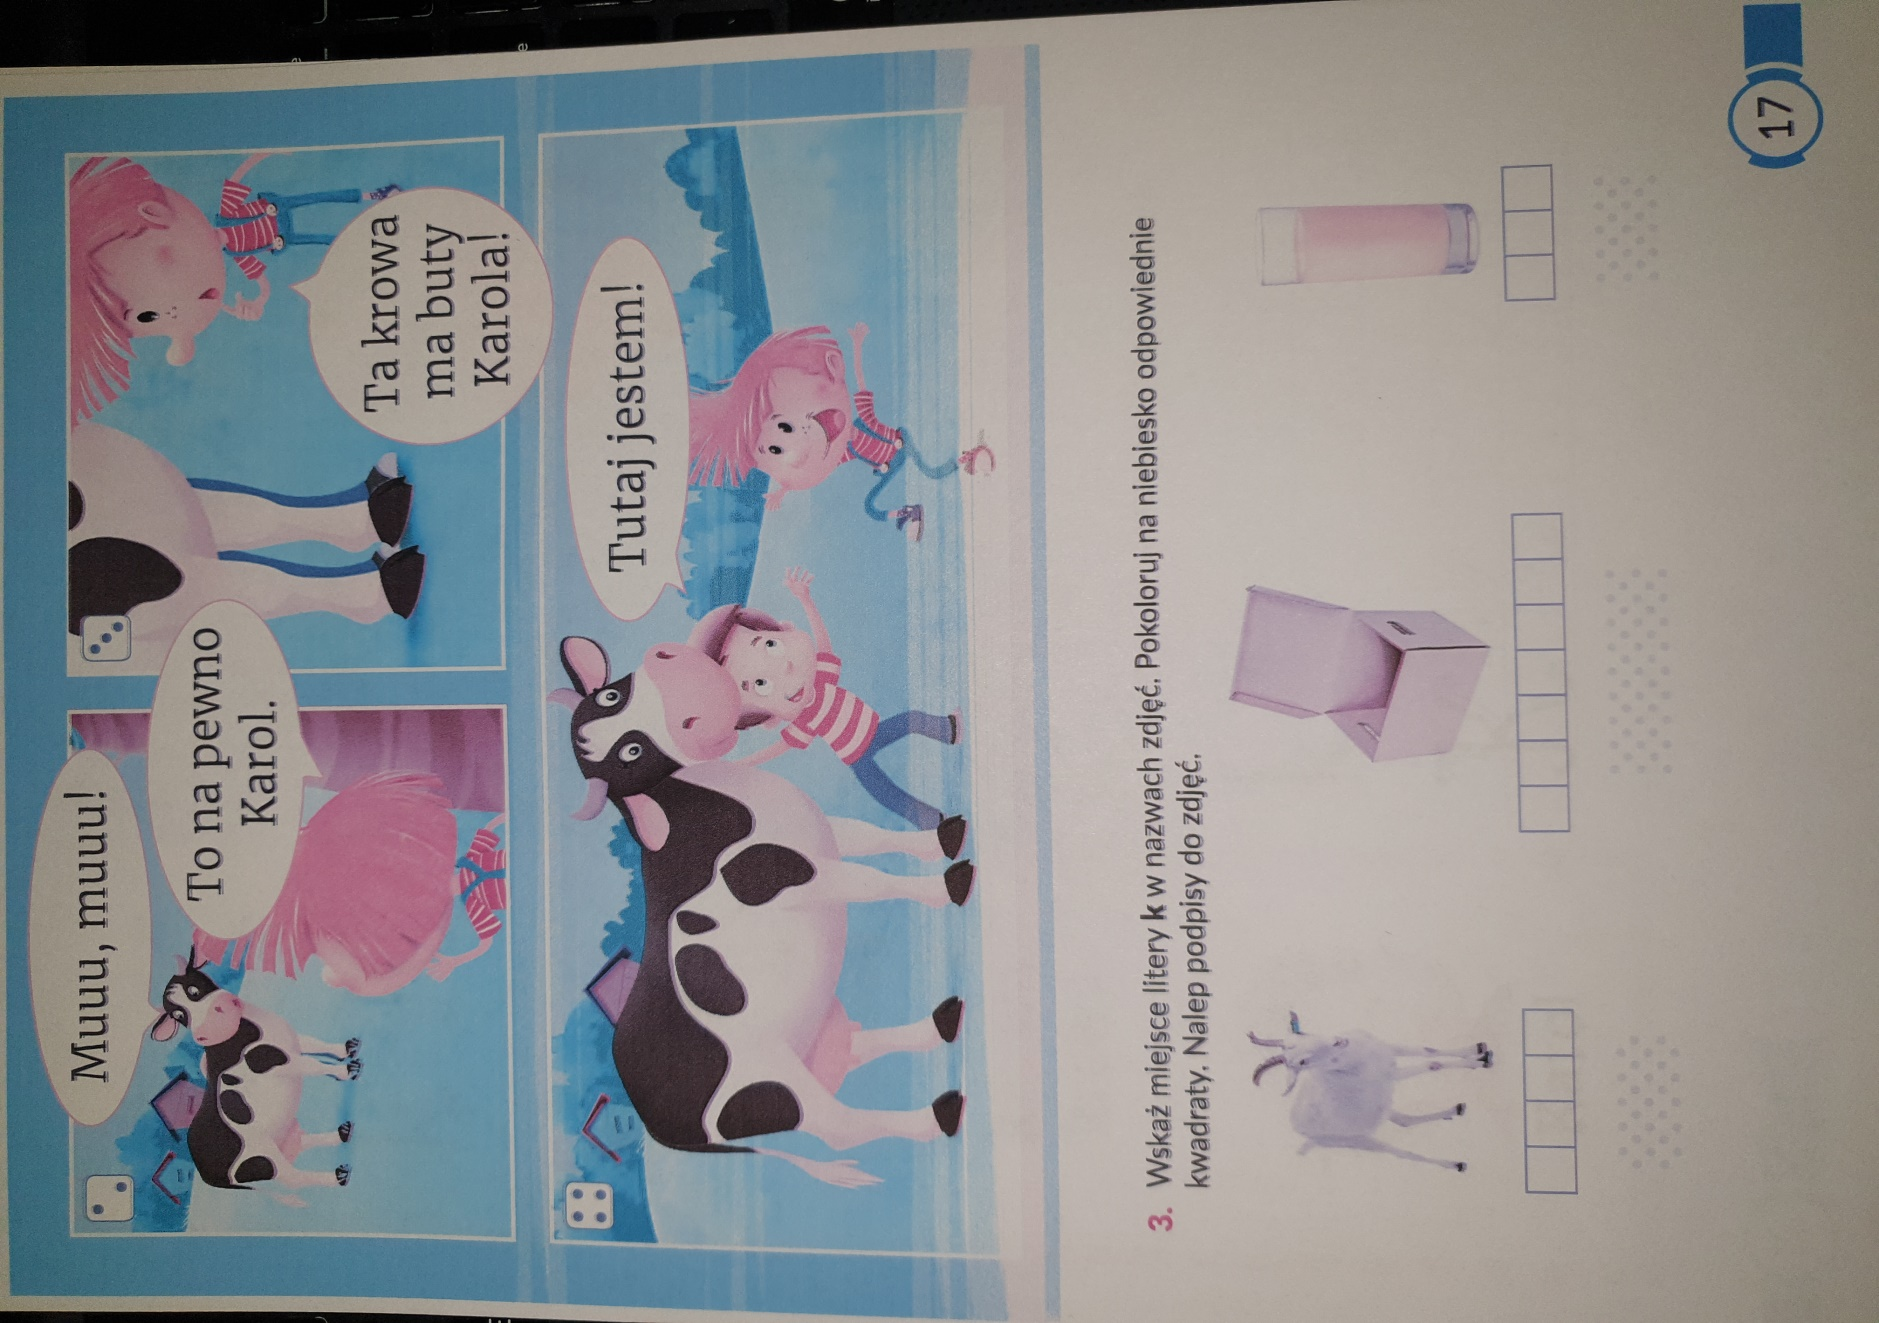 Muuu, muuu!
To na pewno
Karol.
Ta krowa
ma buty
Karola!
Tutaj jestem!
3. Wskaż miejsce litery k w nazwach zdjęć. Pokoloruj na niebiesko odpowiednie
kwadraty. Nalep podpisy do zdjęć.
17